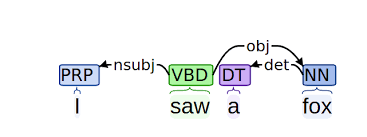 obj
nsubj det
PRP VBD DT NN
I saw a fox